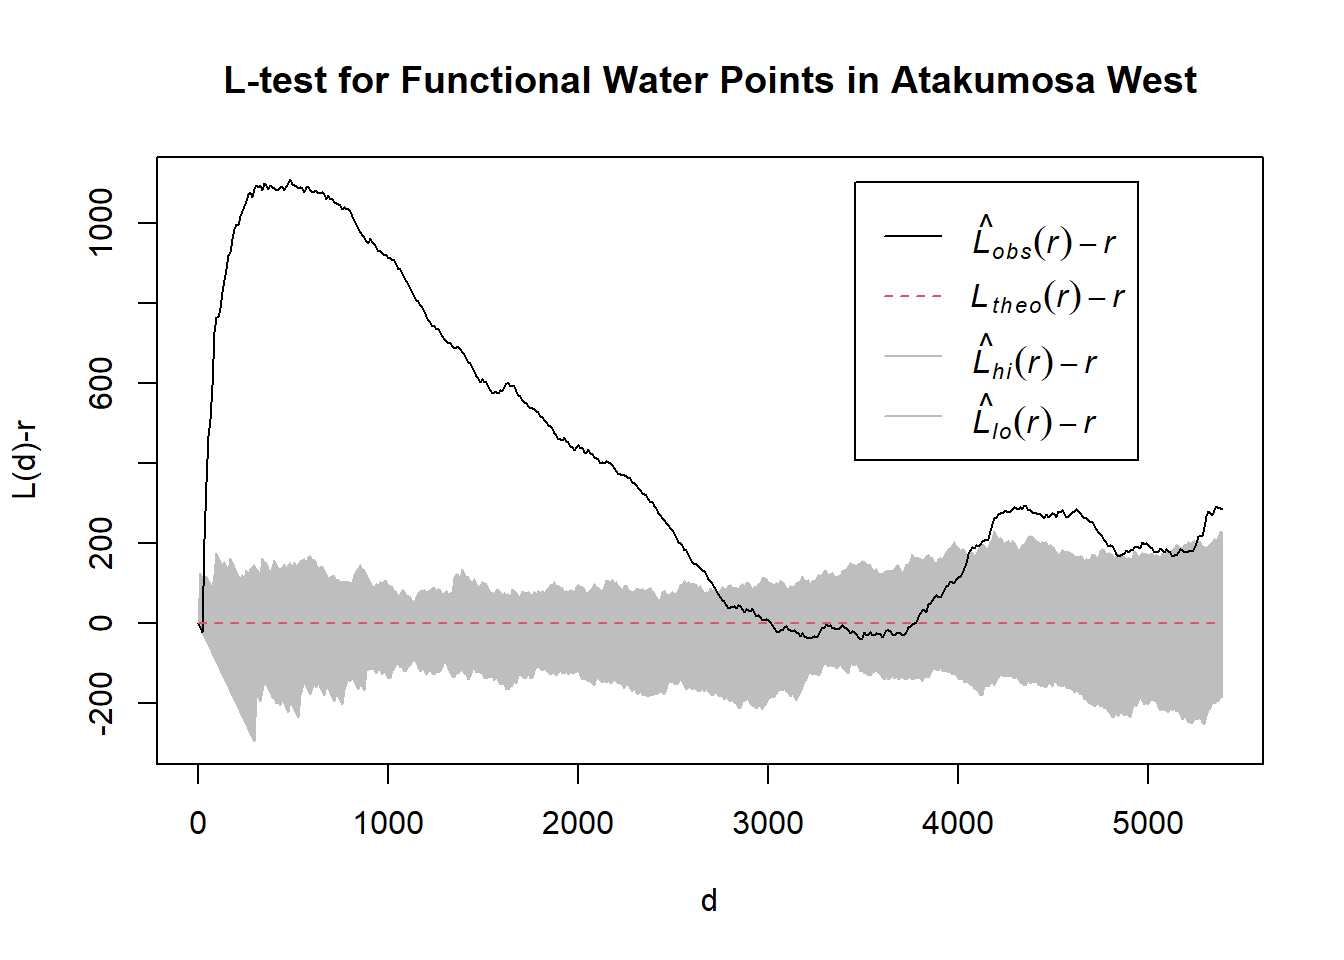 L-test for Functional Water Points in Atakumosa West
L(d)-r
1000
600
200
0
-200
L̂obs(r) − r
Ltheo(r) − r
L̂hi(r) − r
L̂lo(r) − r
0 1000 2000 3000 4000 5000
d